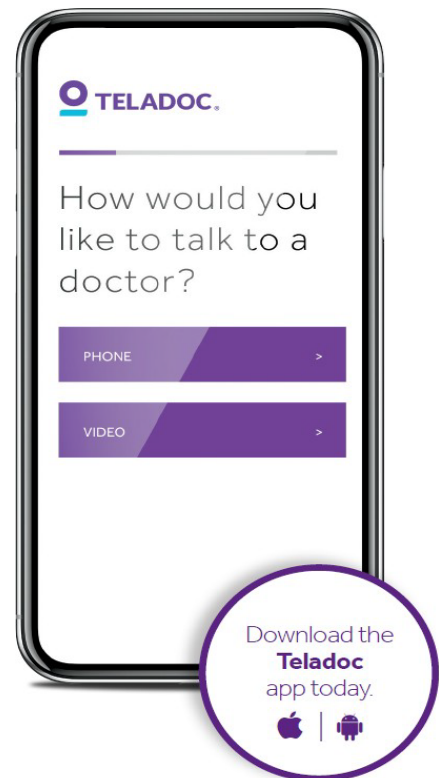 TELADOC.
How would you
like to talk to a
doctor?
PHONE >
VIDEO >
Download the
Teladoc
app today.